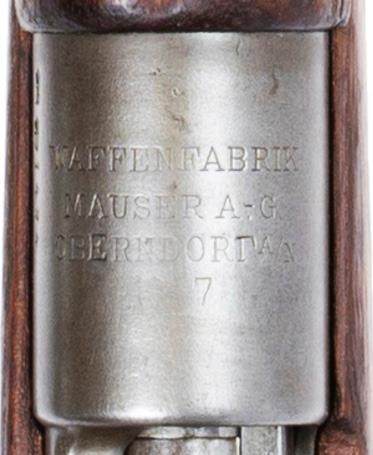 WAFFENFABRIK
MAUSER A-G.
OBERNDORF A/N
7